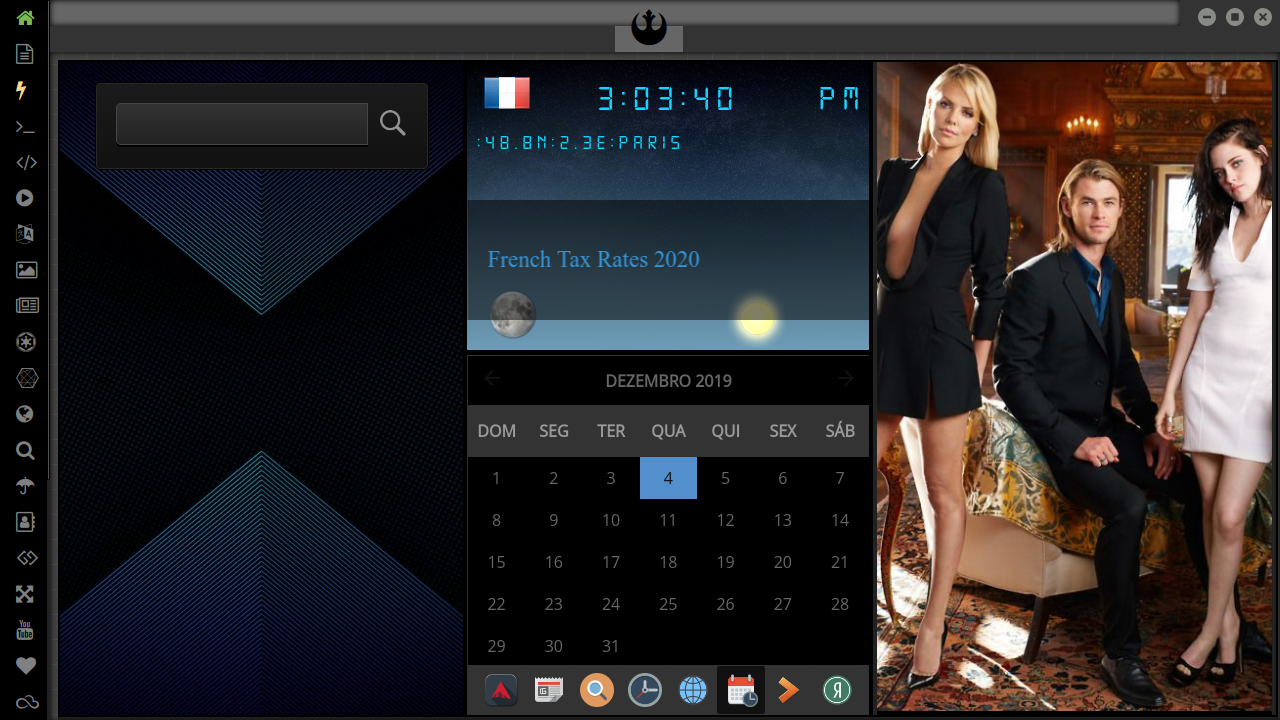 3:03:40 PM
:48.8N:2.3E:PARIS
French Tax Rates 2020
DEZEMBRO 2019
DOM SEG TER QUA QUI SEX SÁB
1 2 3 4 5 6 7
8 9 10 11 12 13 14
15 16 17 18 19 20 21
22 23 24 25 26 27 28
29 30 31
You
Tube